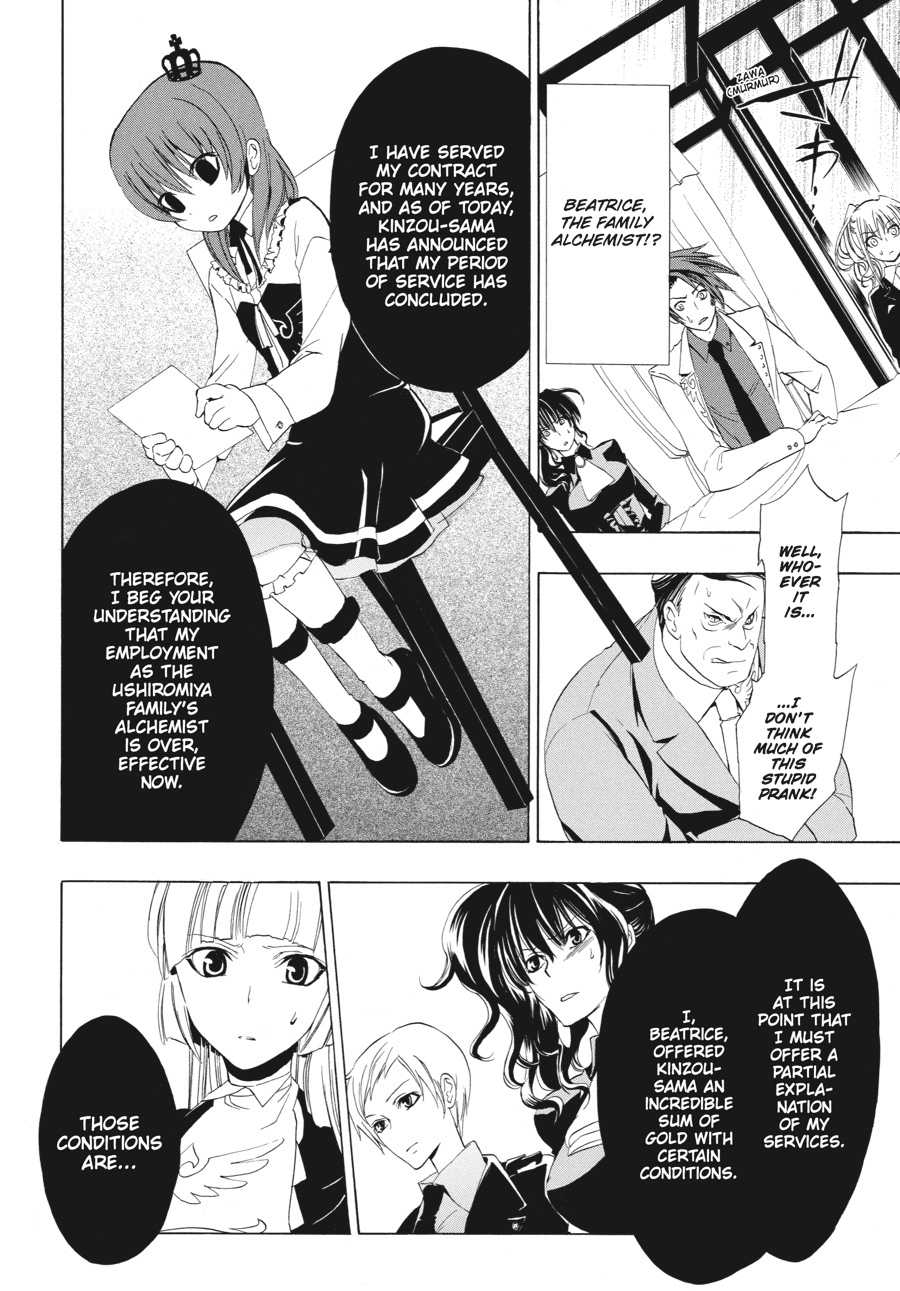 ZAWA
(MURMUR)
ザワ
BEATRICE,
THE FAMILY
ALCHEMIST!?
WELL,
WHO-
EVER
IT
IS...
...I
DON'T
THINK
MUCH OF
THIS
STUPID
PRANK!
I HAVE SERVED
MY CONTRACT
FOR MANY YEARS,
AND AS OF TODAY,
KINZOU-SAMA
HAS ANNOUNCED
THAT MY PERIOD
OF SERVICE HAS
CONCLUDED.
THEREFORE,
I BEG YOUR
UNDERSTANDING
THAT MY
EMPLOYMENT
AS THE
USHIROMIYA
FAMILY'S
ALCHEMIST
IS OVER,
EFFECTIVE
NOW.
IT IS
AT THIS
POINT THAT
I MUST
OFFER A
PARTIAL
EXPLA-
NATION
OF MY
SERVICES.
I,
BEATRICE,
OFFERED
KINZOU-
SAMA AN
INCREDIBLE
SUM OF
GOLD WITH
CERTAIN
CONDITIONS.
THOSE
CONDITIONS
ARE...